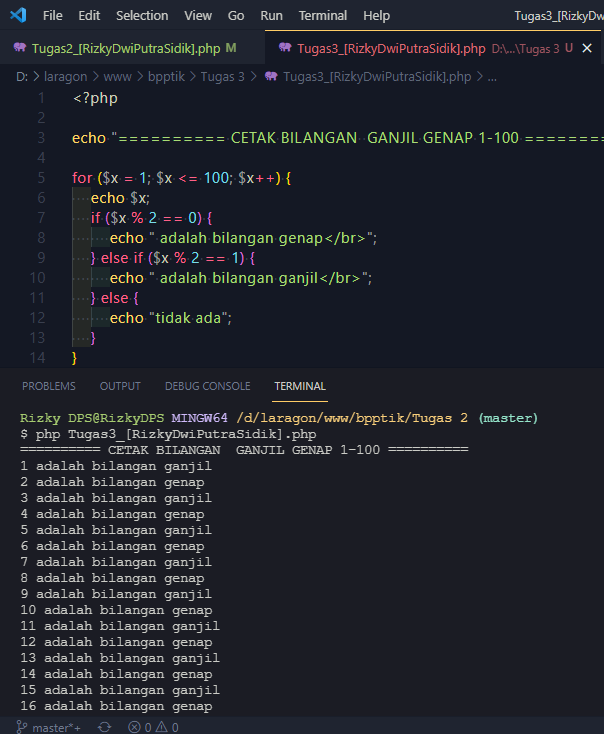 File Edit Selection View Go Run Terminal Help Tugas3_[RizkyDw
Tugas2_[RizkyDwiPutraSidik].php M Tugas3_[RizkyDwiPutraSidik].php D:\...\Tugas 3 U
D: > laragon > www > bpptik > Tugas 3 > Tugas3_[RizkyDwiPutraSidik].php > ...
1 <?php
2
3 echo "========== CETAK BILANGAN  GANJIL GENAP 1-100 ========
4
5 for ($x = 1; $x <= 100; $x++) {
6 echo $x;
7 if ($x % 2 == 0) {
8 echo " adalah bilangan genap</br>";
9 } else if ($x % 2 == 1) {
10 echo " adalah bilangan ganjil</br>";
11 } else {
12 echo "tidak ada";
13 }
14 }
PROBLEMS OUTPUT DEBUG CONSOLE TERMINAL
Rizky DPS@RizkyDPS MINGW64 /d/laragon/www/bpptik/Tugas 2 (master)
$ php Tugas3_[RizkyDwiPutraSidik].php
========== CETAK BILANGAN  GANJIL GENAP 1-100 ==========
1 adalah bilangan ganjil
2 adalah bilangan genap
3 adalah bilangan ganjil
4 adalah bilangan genap
5 adalah bilangan ganjil
6 adalah bilangan genap
7 adalah bilangan ganjil
8 adalah bilangan genap
9 adalah bilangan ganjil
10 adalah bilangan genap
11 adalah bilangan ganjil
12 adalah bilangan genap
13 adalah bilangan ganjil
14 adalah bilangan genap
15 adalah bilangan ganjil
16 adalah bilangan genap
master*+ 0 0